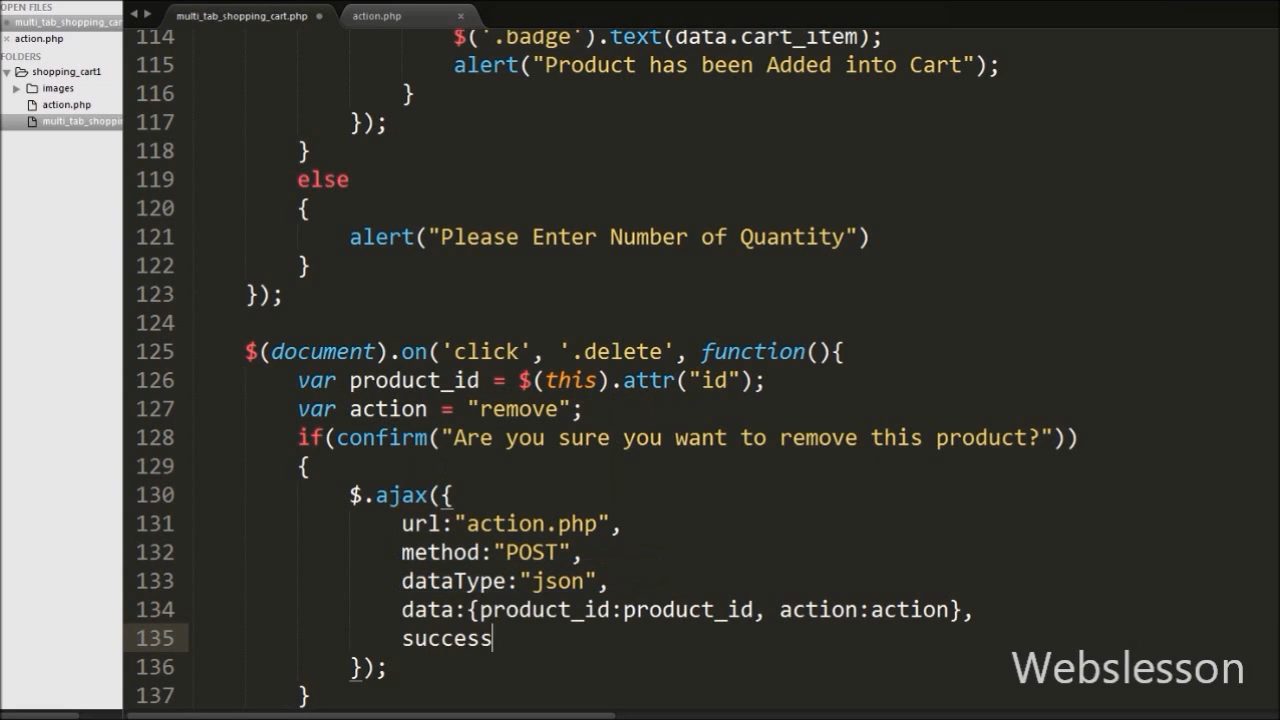 OPEN FILES
multi_tab_shopping_car
action.php
FOLDERS
shopping_cart1
images
action.php
multi_tab_shoppi
multi_tab_shopping_cart.php
action.php
114 $('.badge').text(data.cart_item);
115 alert("Product has been Added into Cart");
116 }
117 });
118 }
119 else
120 {
121 alert("Please Enter Number of Quantity")
122 }
123 });
124
125 $(document).on('click', '.delete', function(){
126 var product_id = $(this).attr("id");
127 var action = "remove";
128 if(confirm("Are you sure you want to remove this product?"))
129 {
130 $.ajax({
131 url:"action.php",
132 method:"POST",
133 dataType:"json",
134 data:{product_id:product_id, action:action},
135 success
136 });
137 }
Webslesson